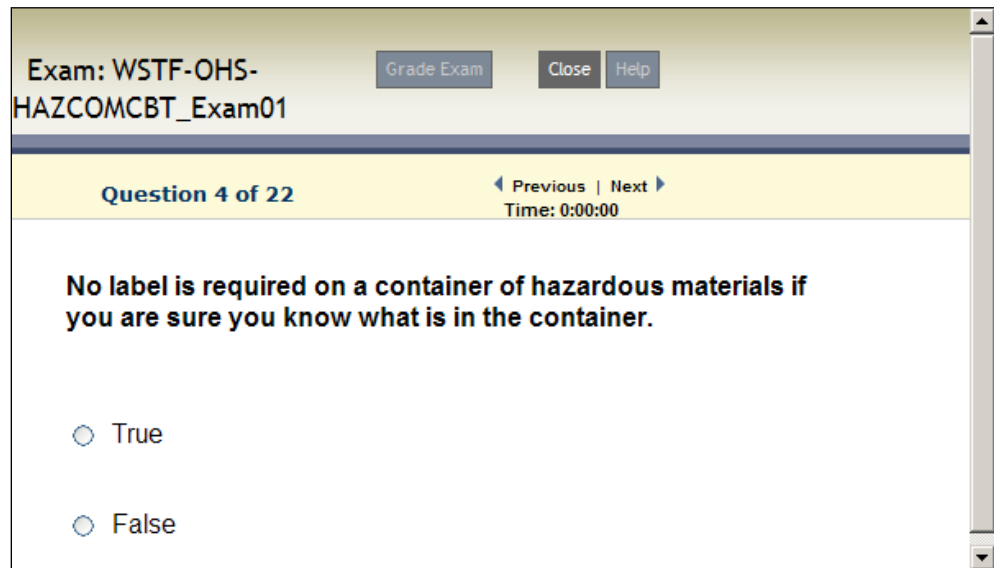 Exam: WSTF-OHS-
HAZCOMCBT_Exam01
Grade Exam
Close
Help
Question 4 of 22
Previous | Next
Time: 0:00:00
No label is required on a container of hazardous materials if
you are sure you know what is in the container.
True
False